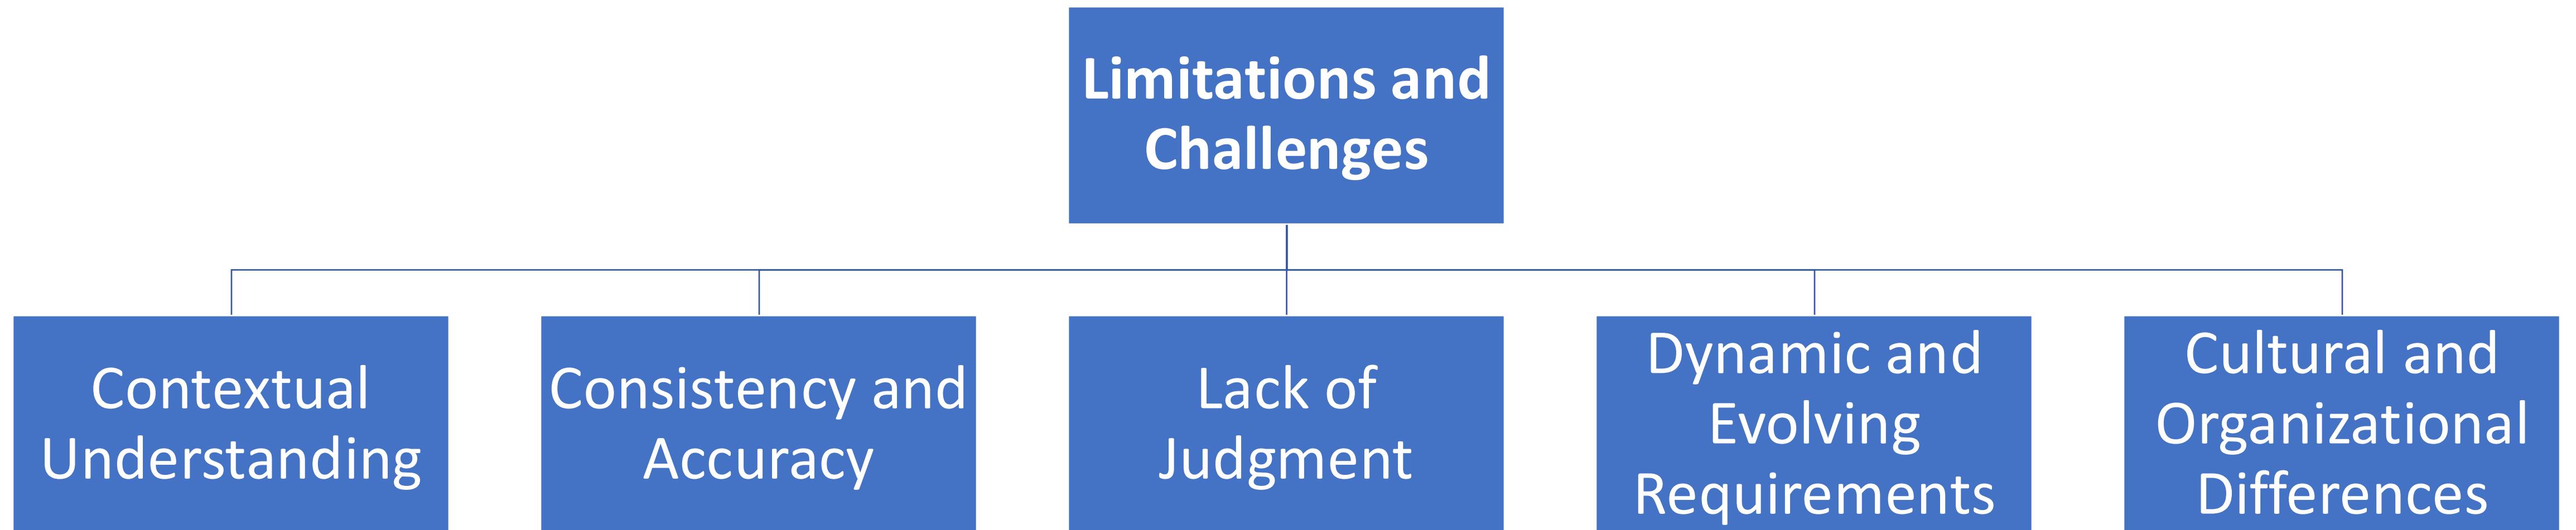 Limitations and
Challenges
Contextual
Understanding
Consistency and
Accuracy
Lack of
Judgment
Dynamic and
Evolving
Requirements
Cultural and
Organizational
Differences